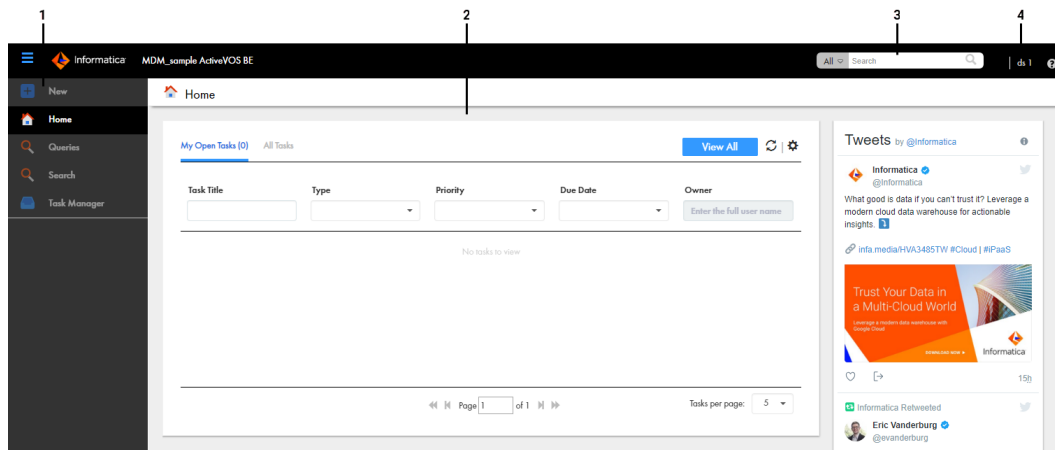 1 2 3 4
Informatica MDM_sample ActiveVOS BE All Search ds 1
New
Home
Home
Queries
Search
Task Manager
My Open Tasks (0) All Tasks View All
Task Title Type Priority Due Date Owner
Enter the full user name
No tasks to view
Page 1 of 1 Tasks per page: 5
Tweets by @Informatica
Informatica
@Informatica
What good is data if you can't trust it? Leverage a
modern cloud data warehouse for actionable
insights.
infa.media/HVA3485TW #Cloud | #iPaaS
Trust Your Data in
a Multi-Cloud World
Leverage a modern data warehouse with
Google Cloud
DOWNLOAD NOW
Informatica
15h
Informatica Retweeted
Eric Vanderburg
@evanderburg